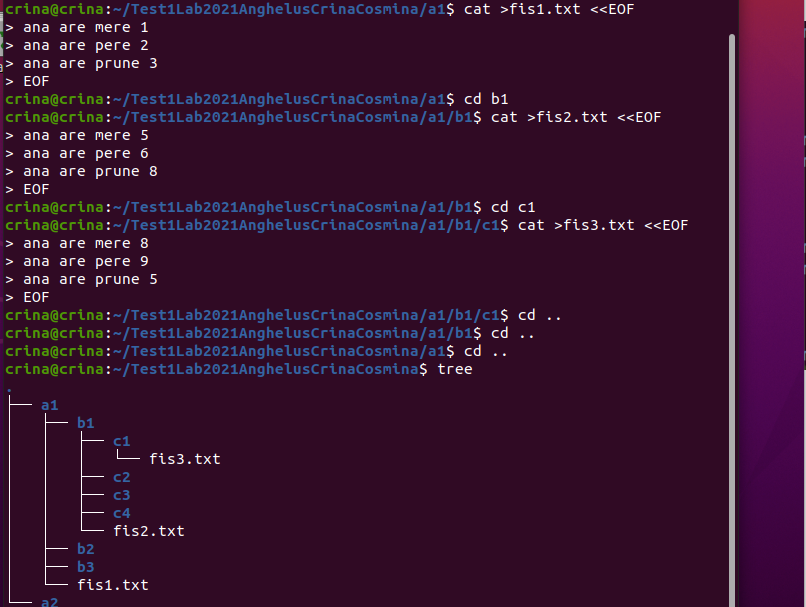 crina@crina:~/Test1Lab2021AnghelusCrinaCosmina/a1$ cat >fis1.txt <<EOF
> ana are mere 1
> ana are pere 2
> ana are prune 3
> EOF
crina@crina:~/Test1Lab2021AnghelusCrinaCosmina/a1$ cd b1
crina@crina:~/Test1Lab2021AnghelusCrinaCosmina/a1/b1$ cat >fis2.txt <<EOF
> ana are mere 5
> ana are pere 6
> ana are prune 8
> EOF
crina@crina:~/Test1Lab2021AnghelusCrinaCosmina/a1/b1$ cd c1
crina@crina:~/Test1Lab2021AnghelusCrinaCosmina/a1/b1/c1$ cat >fis3.txt <<EOF
> ana are mere 8
> ana are pere 9
> ana are prune 5
> EOF
crina@crina:~/Test1Lab2021AnghelusCrinaCosmina/a1/b1/c1$ cd ..
crina@crina:~/Test1Lab2021AnghelusCrinaCosmina/a1/b1$ cd ..
crina@crina:~/Test1Lab2021AnghelusCrinaCosmina/a1$ cd ..
crina@crina:~/Test1Lab2021AnghelusCrinaCosmina$ tree
.
├── a1
│   ├── b1
│   │   ├── c1
│   │   │   └── fis3.txt
│   │   ├── c2
│   │   ├── c3
│   │   ├── c4
│   │   └── fis2.txt
│   ├── b2
│   ├── b3
│   └── fis1.txt
└── a2